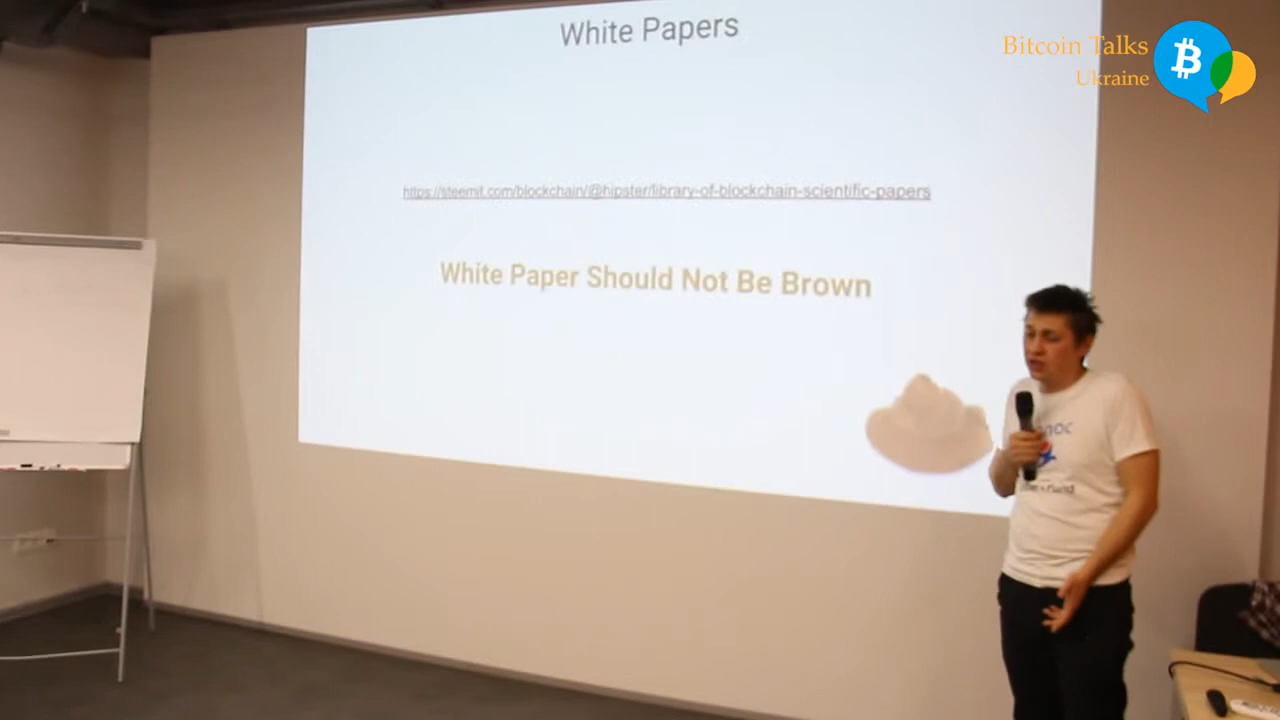 White Papers
Bitcoin Talks
Ukraine
https://steemit.com/blockchain/@hipster/library-of-blockchain-scientific-papers
White Paper Should Not Be Brown